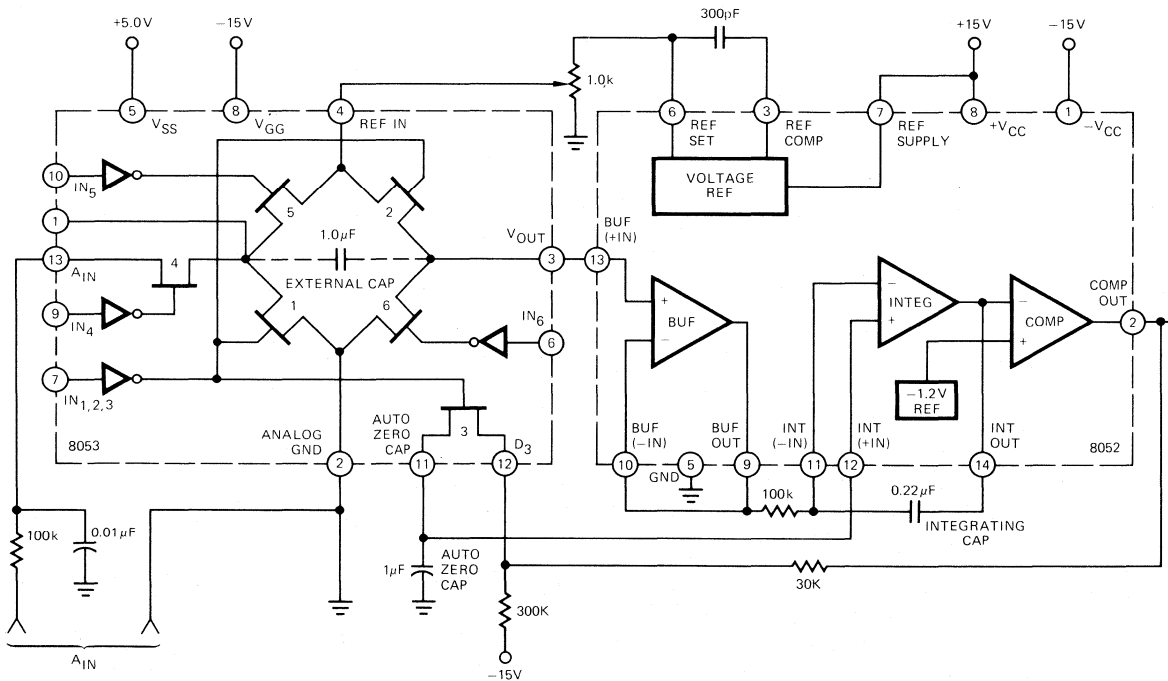 +5.0V
−15V
5
VSS
8
VGG
4
REF IN
300pF
1.0k
+15V
−15V
6
REF SET
3
REF COMP
7
REF SUPPLY
8
+VCC
1
−VCC
VOLTAGE REF
10
IN5
1
13
AIN
4
9
IN4
7
IN1,2,3
8053
5
2
1.0μF
EXTERNAL CAP
1
6
VOUT
3
IN6
6
3
ANALOG GND
2
AUTO ZERO CAP
11
D3
12
13
BUF (+IN)
+
−
BUF
BUF (−IN)
10
GND
5
BUF OUT
9
INT (−IN)
11
INT (+IN)
12
−
+
INTEG
−
+
COMP
−1.2V REF
COMP OUT
2
INT OUT
14
8052
100k
0.22μF
INTEGRATING CAP
100k
0.01μF
1μF
AUTO ZERO CAP
300K
−15V
30K
AIN